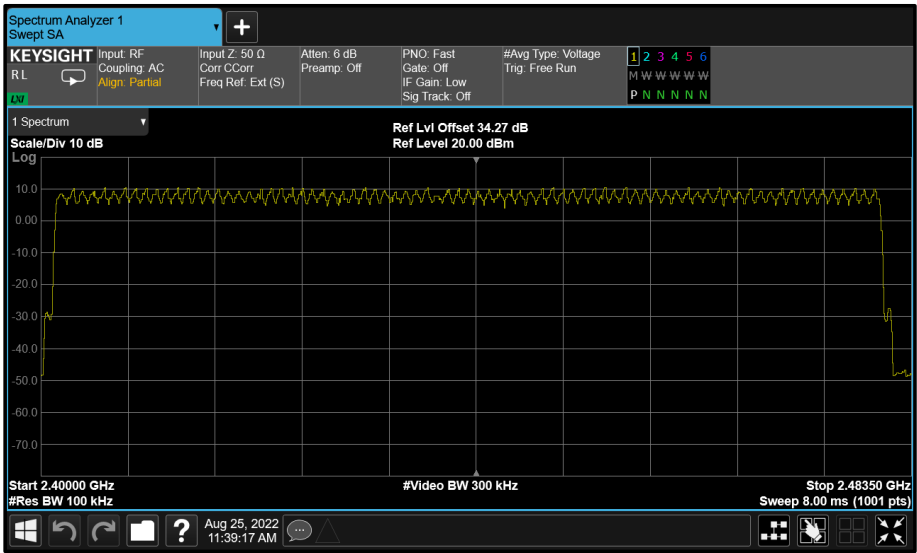 Spectrum Analyzer 1
Swept SA
+
KEYSIGHT Input: RF Input Z: 50 Ω Atten: 6 dB PNO: Fast #Avg Type: Voltage 1 2 3 4 5 6
RL Coupling: AC Corr CCorr Preamp: Off Gate: Off Trig: Free Run M W W W W W
Align: Partial Freq Ref: Ext (S) IF Gain: Low P N N N N N
LXI Sig Track: Off
1 Spectrum
Scale/Div 10 dB
Ref Lvl Offset 34.27 dB
Ref Level 20.00 dBm
Log
10.0
0.00
-10.0
-20.0
-30.0
-40.0
-50.0
-60.0
-70.0
Start 2.40000 GHz #Video BW 300 kHz Stop 2.48350 GHz
#Res BW 100 kHz Sweep 8.00 ms (1001 pts)
? Aug 25, 2022
11:39:17 AM